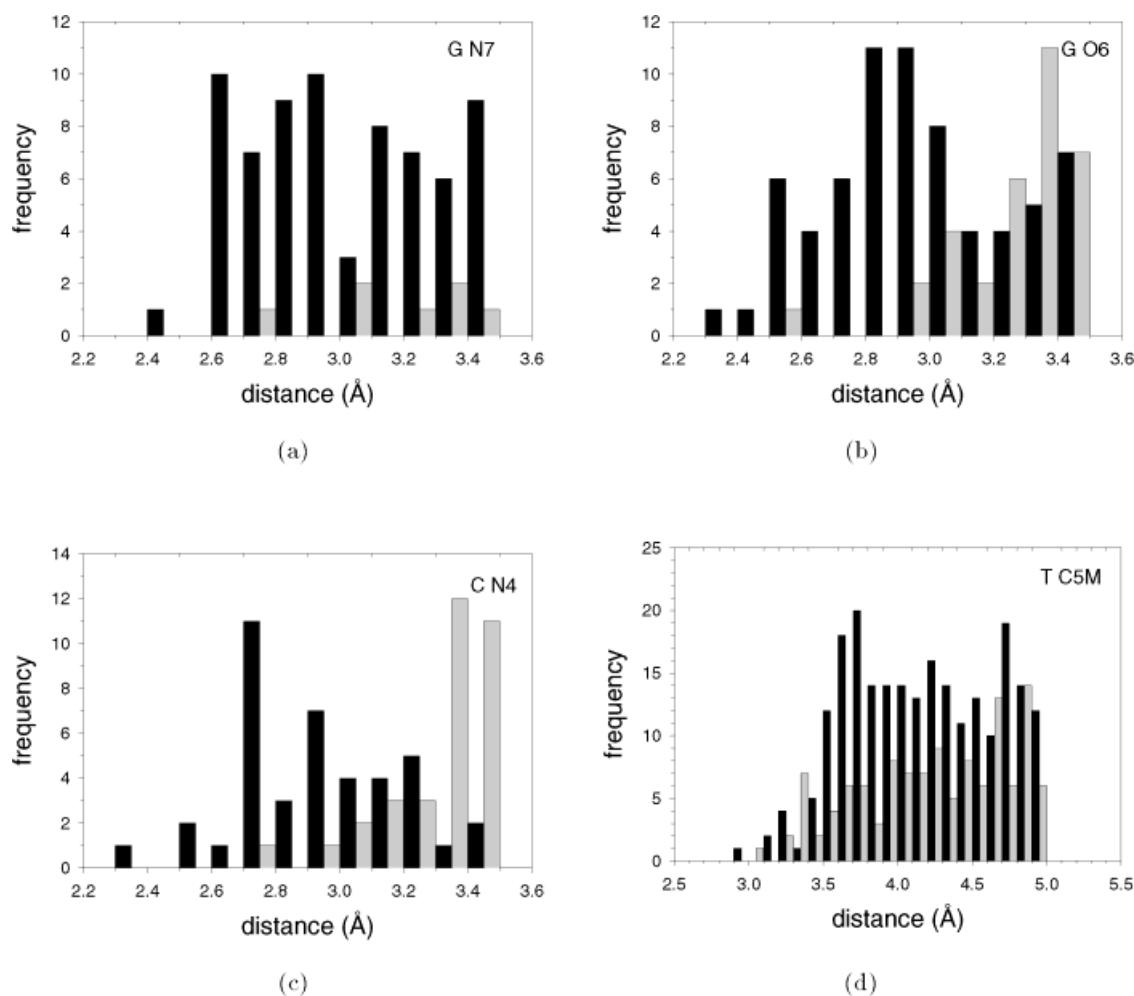 12
10
8
6
4
2
0
frequency
G N7
2.2 2.4 2.6 2.8 3.0 3.2 3.4 3.6
distance (Å)
(a)
12
10
8
6
4
2
0
frequency
G O6
2.2 2.4 2.6 2.8 3.0 3.2 3.4 3.6
distance (Å)
(b)
14
12
10
8
6
4
2
0
frequency
C N4
2.2 2.4 2.6 2.8 3.0 3.2 3.4 3.6
distance (Å)
(c)
25
20
15
10
5
0
frequency
T C5M
2.5 3.0 3.5 4.0 4.5 5.0 5.5
distance (Å)
(d)